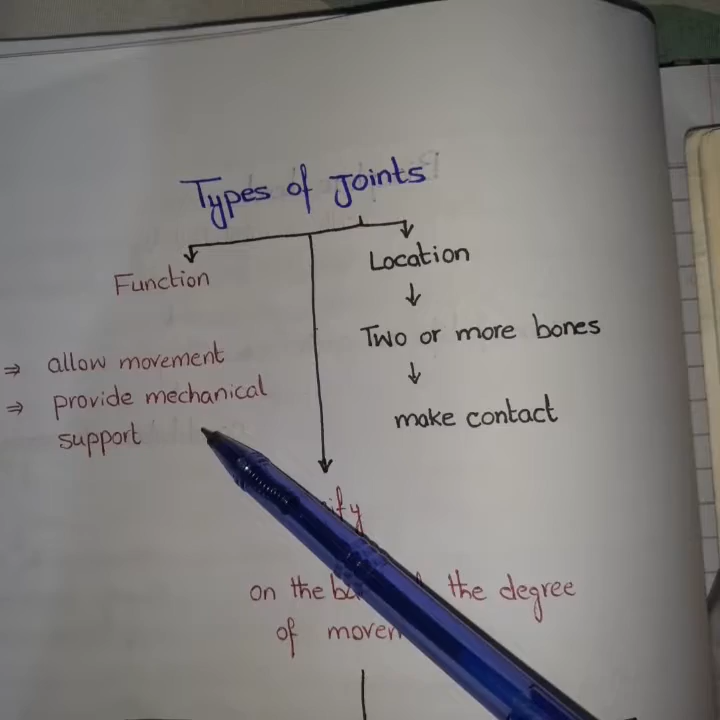 Types of Joints
Function
⇒ allow movement
⇒ provide mechanical
support
Location
Two or more bones
make contact
on the the degree
of